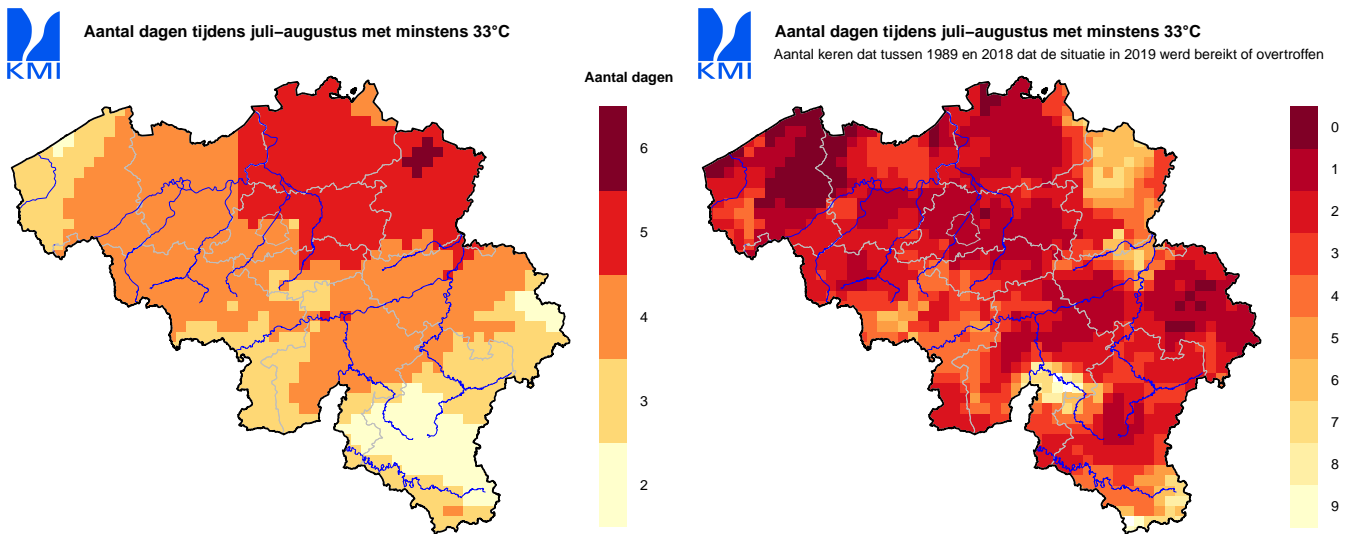 KMI
Aantal dagen tijdens juli–augustus met minstens 33°C
Aantal dagen
6
5
4
3
2
KMI
Aantal dagen tijdens juli–augustus met minstens 33°C
Aantal keren dat tussen 1989 en 2018 dat de situatie in 2019 werd bereikt of overtroffen
0
1
2
3
4
5
6
7
8
9